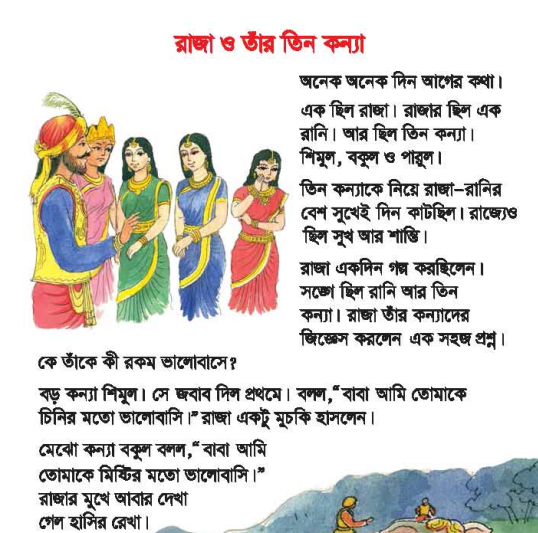 রাজা ও তাঁর তিন কন্যা
অনেক অনেক দিন আগের কথা।
এক ছিল রাজা। রাজার ছিল এক
রানি। আর ছিল তিন কন্যা।
শিমুল, বকুল ও পারুল।
তিন কন্যাকে নিয়ে রাজা-রানির
বেশ সুখেই দিন কাটছিল। রাজ্যেও
ছিল সুখ আর শান্তি।
রাজা একদিন গল্প করছিলেন।
সঙ্গে ছিল রানি আর তিন
কন্যা। রাজা তাঁর কন্যাদের
জিজ্ঞেস করলেন এক সহজ প্রশ্ন।
কে তাঁকে কী রকম ভালোবাসে?
বড় কন্যা শিমুল। সে জবাব দিল প্রথমে। বলল, “বাবা আমি তোমাকে
চিনির মতো ভালোবাসি।” রাজা একটু মুচকি হাসলেন।
মেঝো কন্যা বকুল বলল, “বাবা আমি
তোমাকে মিষ্টির মতো ভালোবাসি।”
রাজার মুখে আবার দেখা
গেল হাসির রেখা।